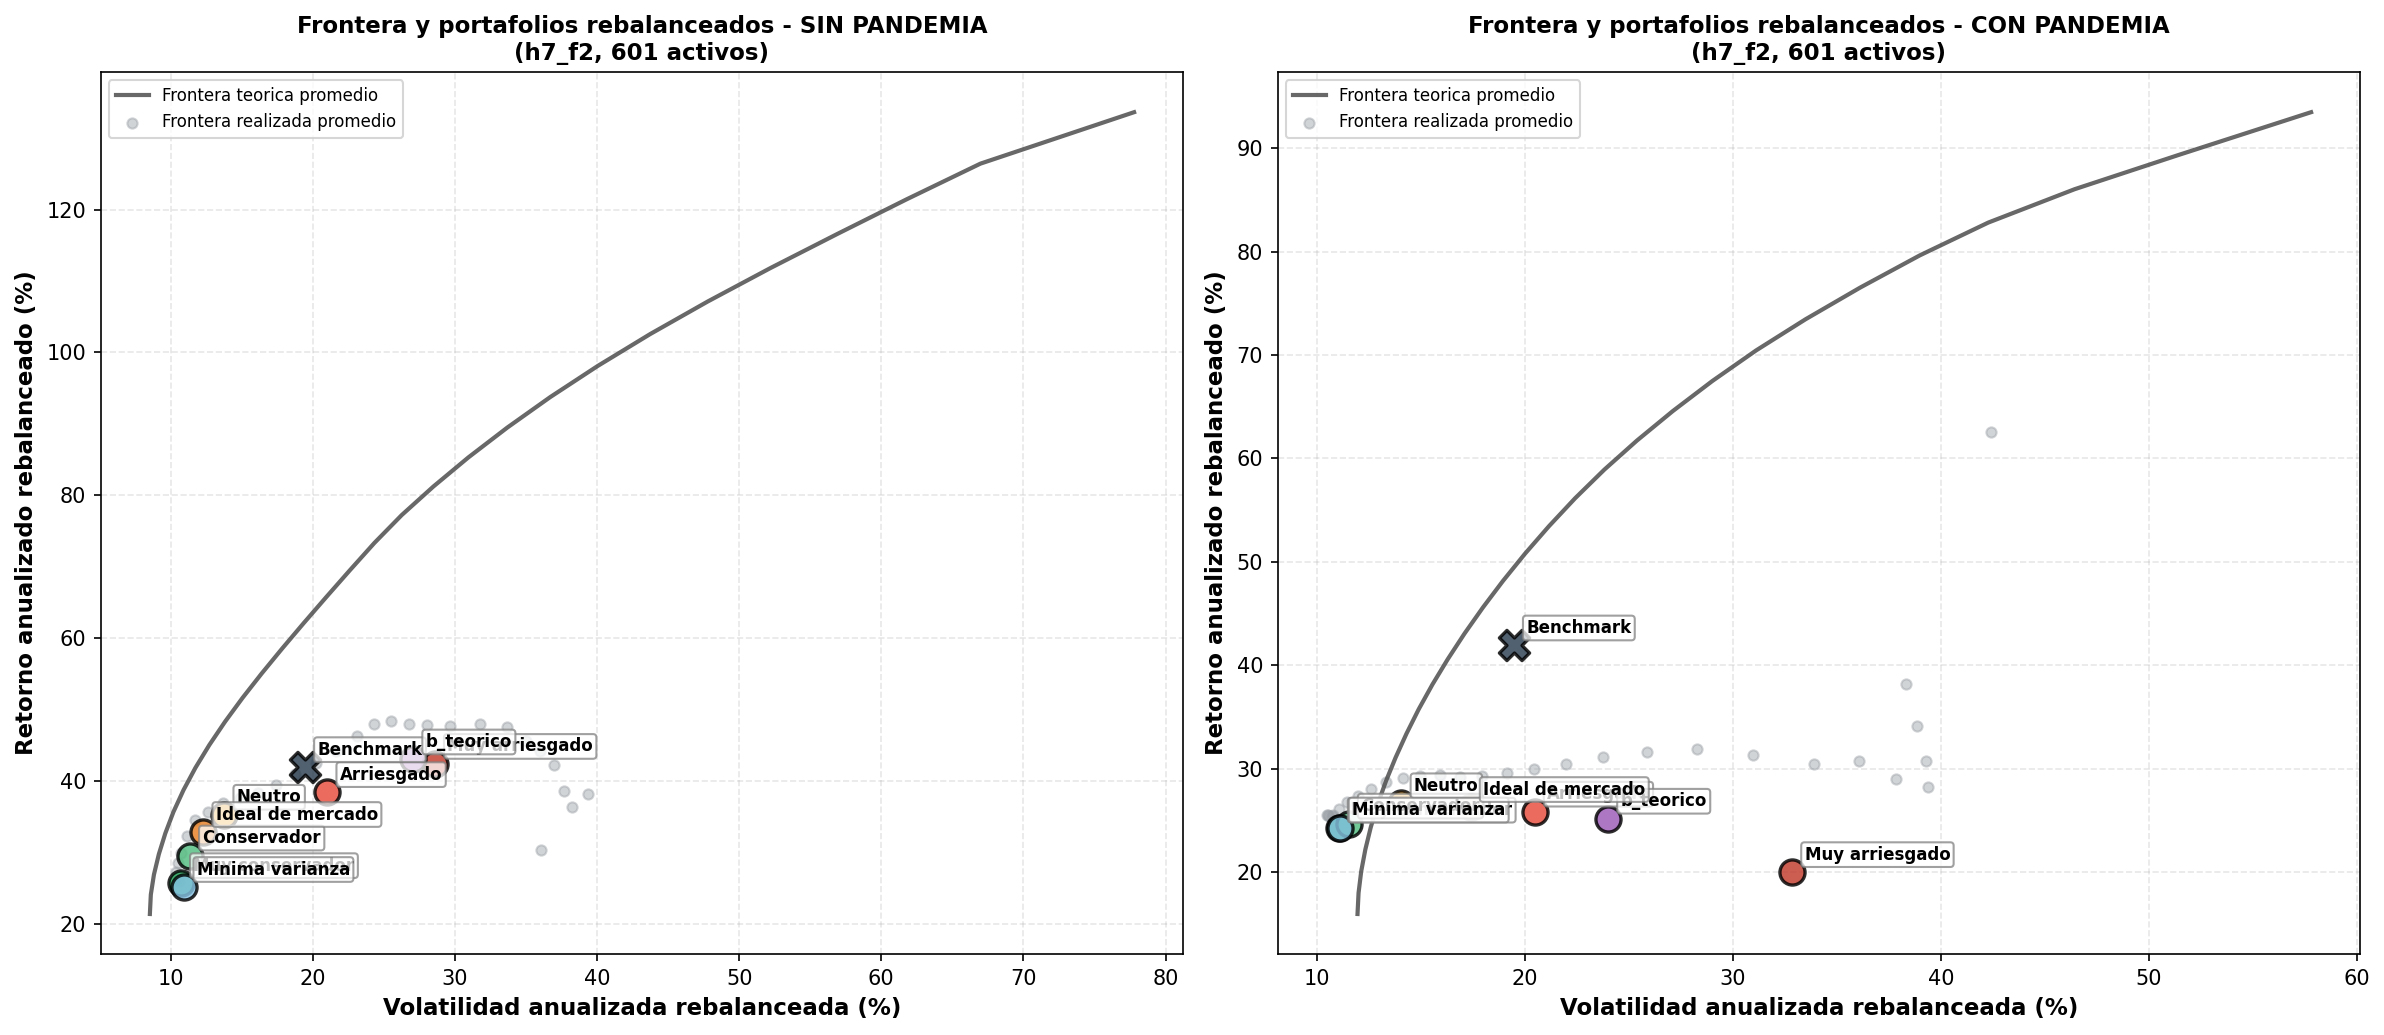 Frontera y portafolios rebalanceados - SIN PANDEMIA
(h7_f2, 601 activos)
Frontera teorica promedio
Frontera realizada promedio
Retorno anualizado rebalanceado (%)
120
100
80
60
40
20
Benchmark
b_teorico
Arriesgado
Neutro
Ideal de mercado
Conservador
Minima varianza
10
20
30
40
50
60
70
80
Volatilidad anualizada rebalanceada (%)
Frontera y portafolios rebalanceados - CON PANDEMIA
(h7_f2, 601 activos)
Frontera teorica promedio
Frontera realizada promedio
Retorno anualizado rebalanceado (%)
90
80
70
60
50
40
30
20
Benchmark
Neutro
Ideal de mercado
b_teorico
Minima varianza
Muy arriesgado
10
20
30
40
50
60
Volatilidad anualizada rebalanceada (%)